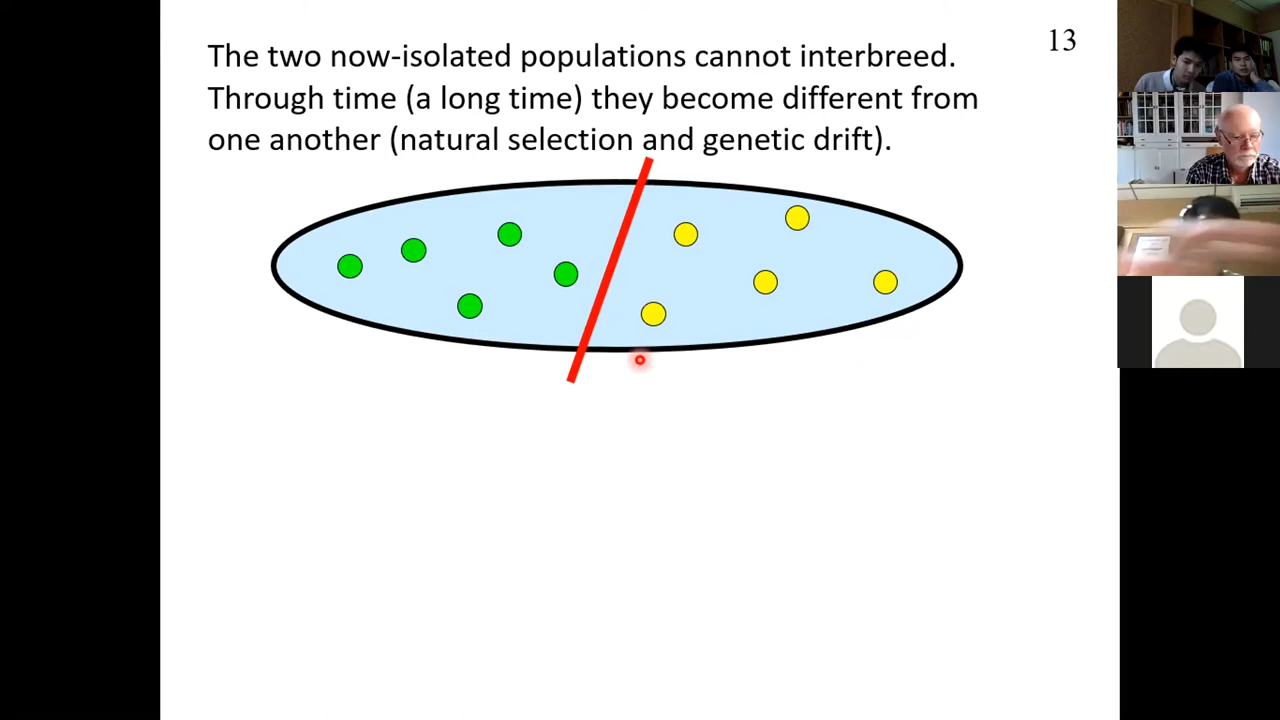 13
The two now-isolated populations cannot interbreed.
Through time (a long time) they become different from
one another (natural selection and genetic drift).